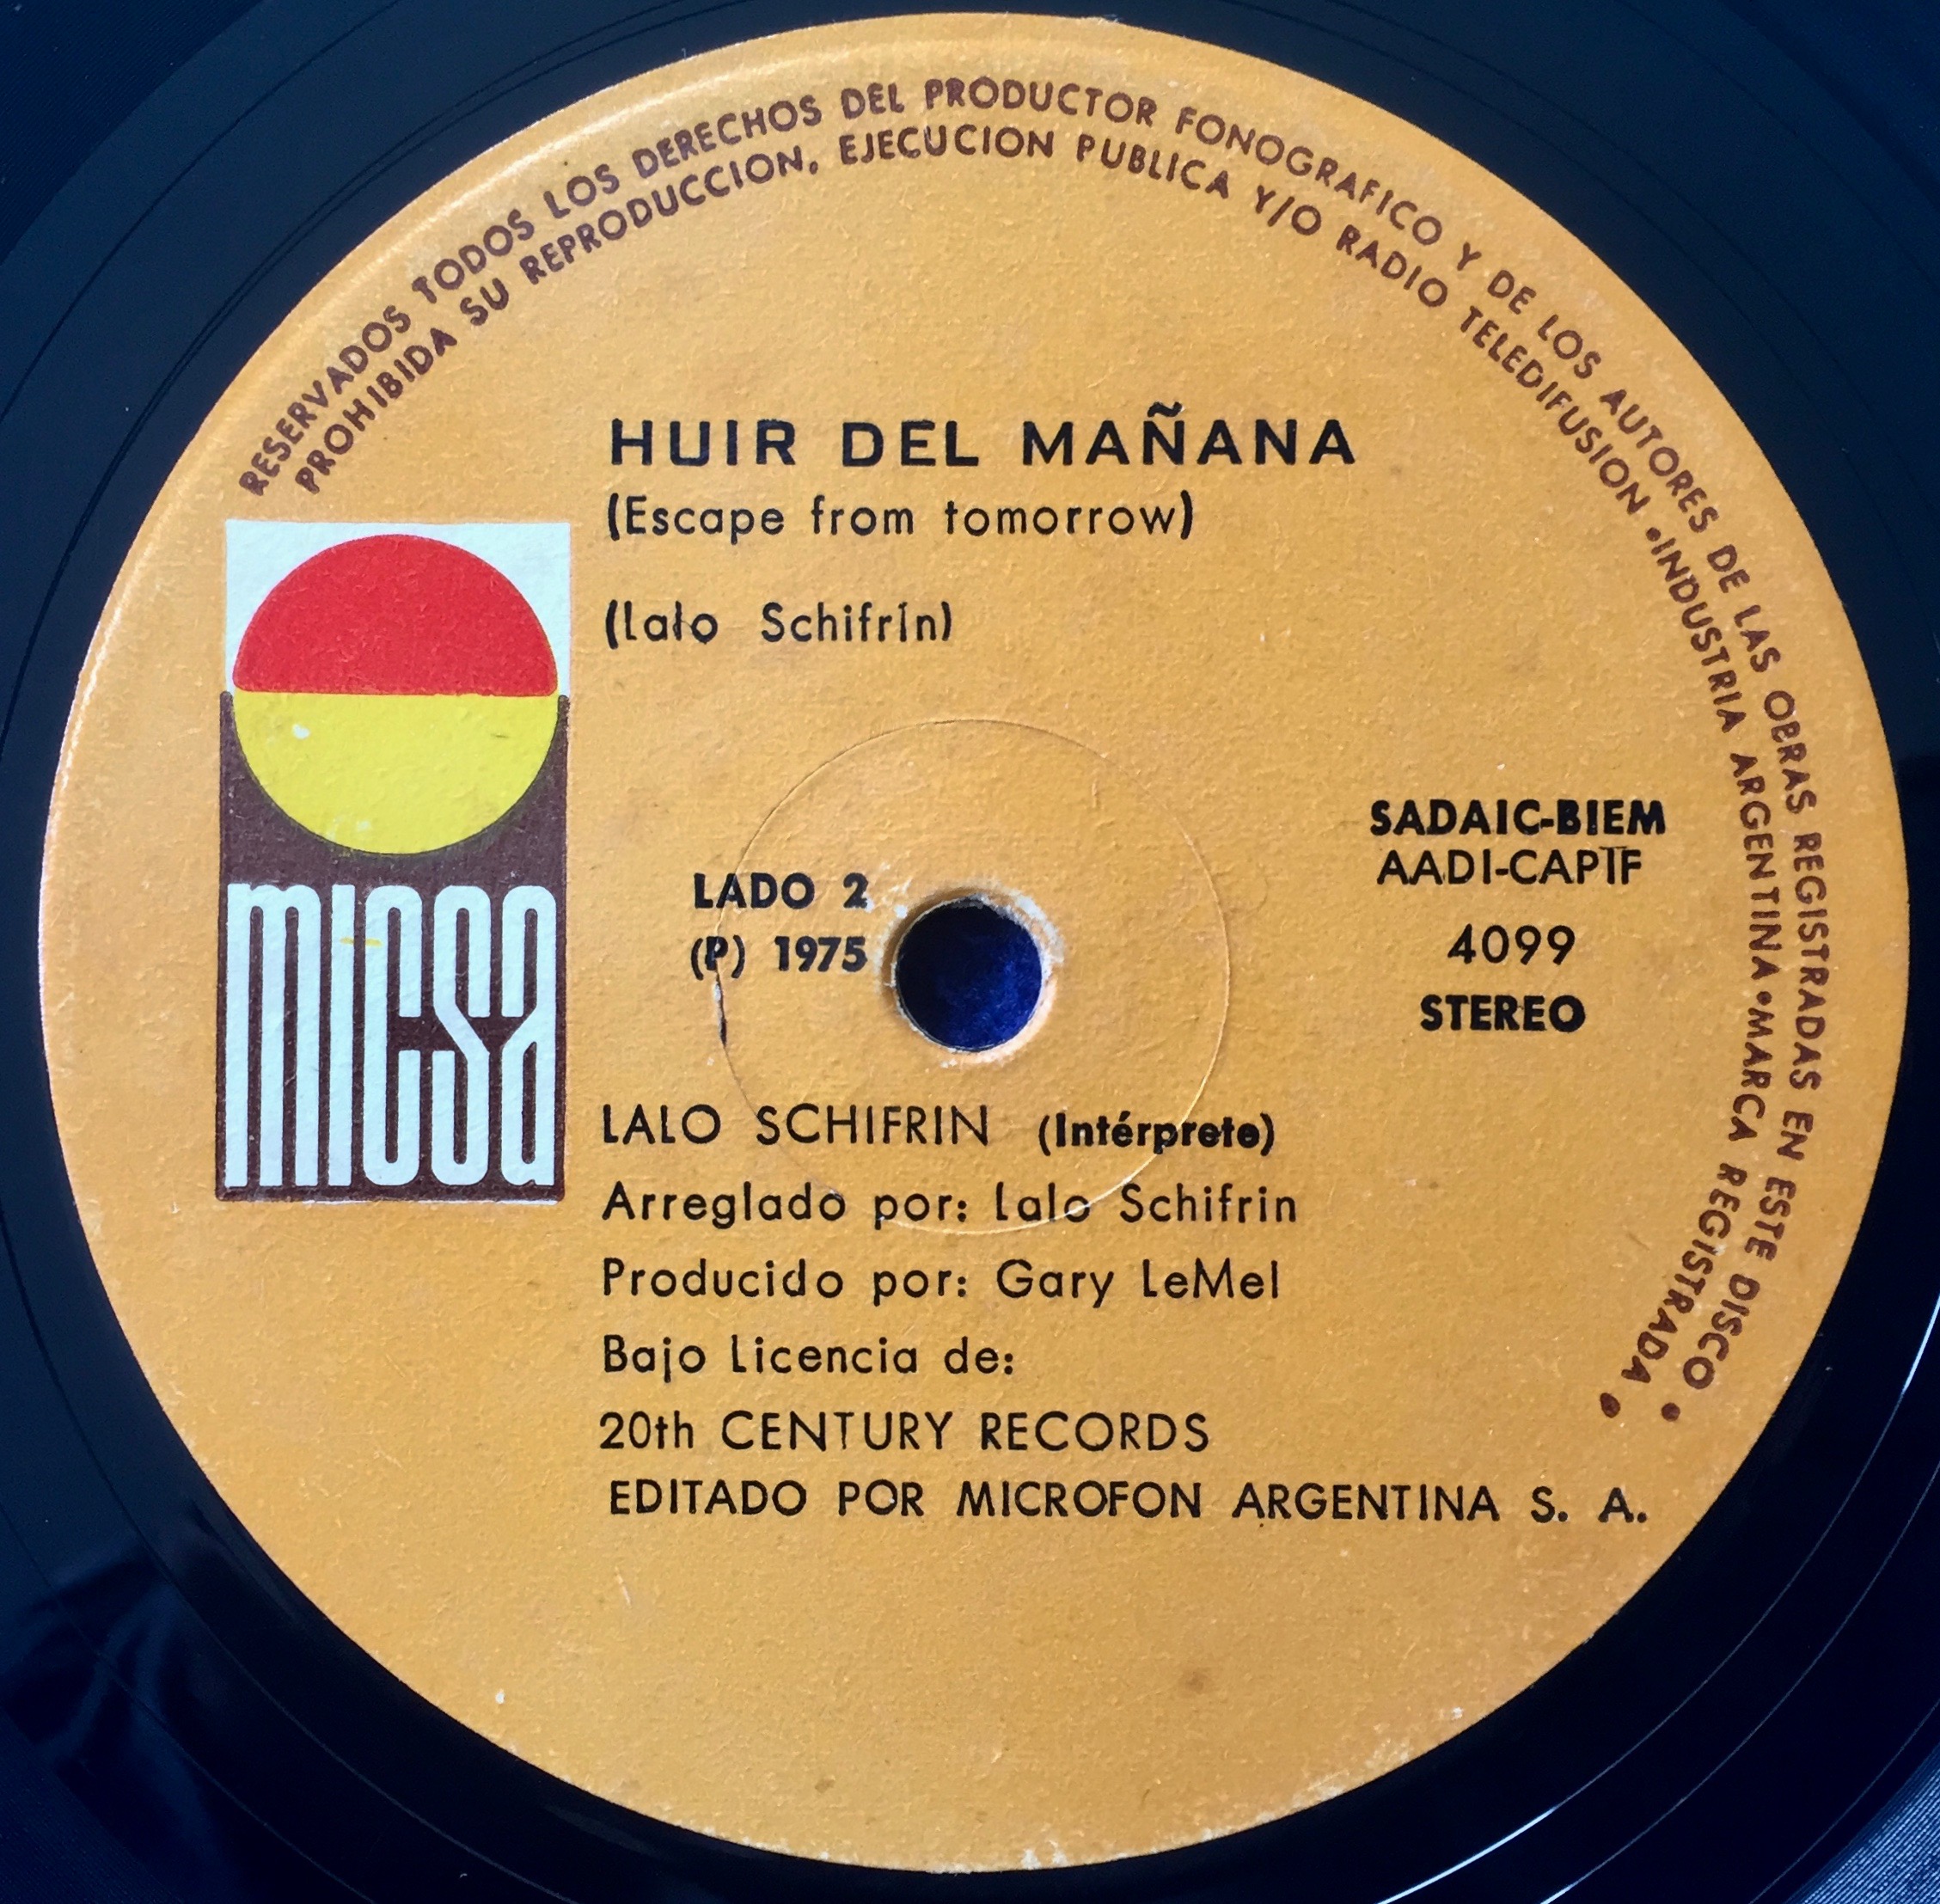 RESERVADOS TODOS LOS DERECHOS DEL PRODUCTOR FONOGRAFICO Y DE LOS AUTORES DE LAS OBRAS REGISTRADAS EN ESTE DISCO •
PROHIBIDA SU REPRODUCCION, EJECUCION PUBLICA Y/O RADIO TELEDIFUSION •INDUSTRIA ARGENTINA•MARCA REGISTRADA •
HUIR DEL MAÑANA
(Escape from tomorrow)
(Lalo Schifrín)
micsa
LADO 2
(P) 1975
SADAIC-BIEM
AADI-CAPIF
4099
STEREO
LALO SCHIFRIN (Intérprete)
Arreglado por: Lalo Schifrin
Producido por: Gary LeMel
Bajo Licencia de:
20th CENTURY RECORDS
EDITADO POR MICROFON ARGENTINA S. A.